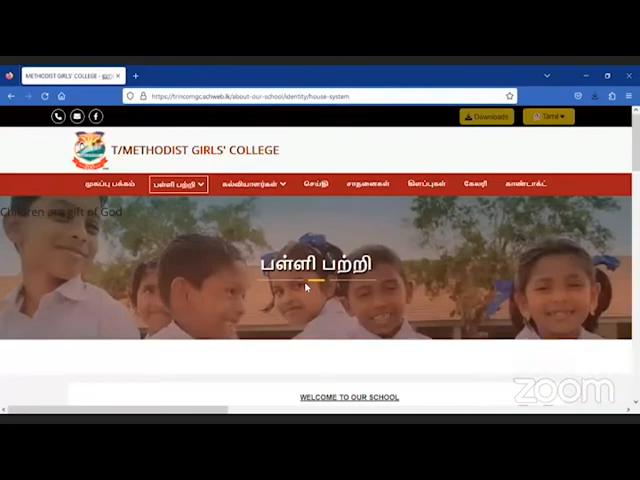 METHODIST GIRLS' COLLEGE -
https://trincomgc.schweb.lk/about-our-school/identity/house-system
Downloads
Tamil
T/METHODIST GIRLS' COLLEGE
முகப்பு பக்கம் பள்ளி பற்றி கல்வியாளர்கள் செய்தி சாதனைகள் கிளப்புகள் கேலரி காண்டாக்ட்
Children are gift of God
பள்ளி பற்றி
WELCOME TO OUR SCHOOL
zoom